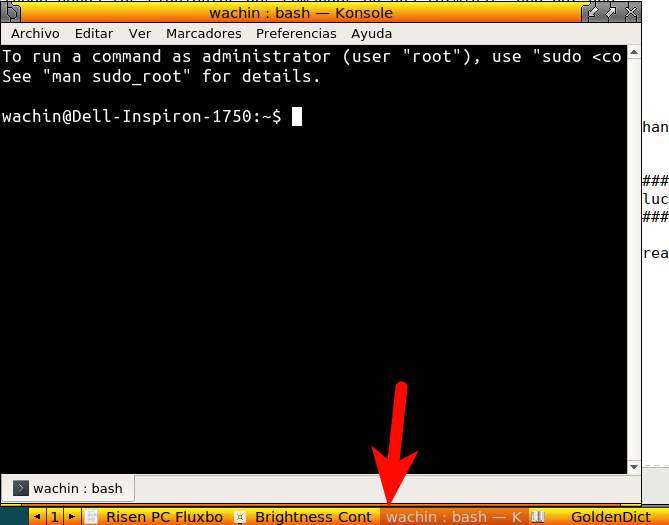 wachin : bash — Konsole
Archivo Editar Ver Marcadores Preferencias Ayuda
To run a command as administrator (user "root"), use "sudo <co
See "man sudo_root" for details.
wachin@Dell-Inspiron-1750:~$
han
###
luc
###
rea
wachin : bash
1 Risen PC Fluxbo Brightness Cont wachin : bash — K GoldenDict